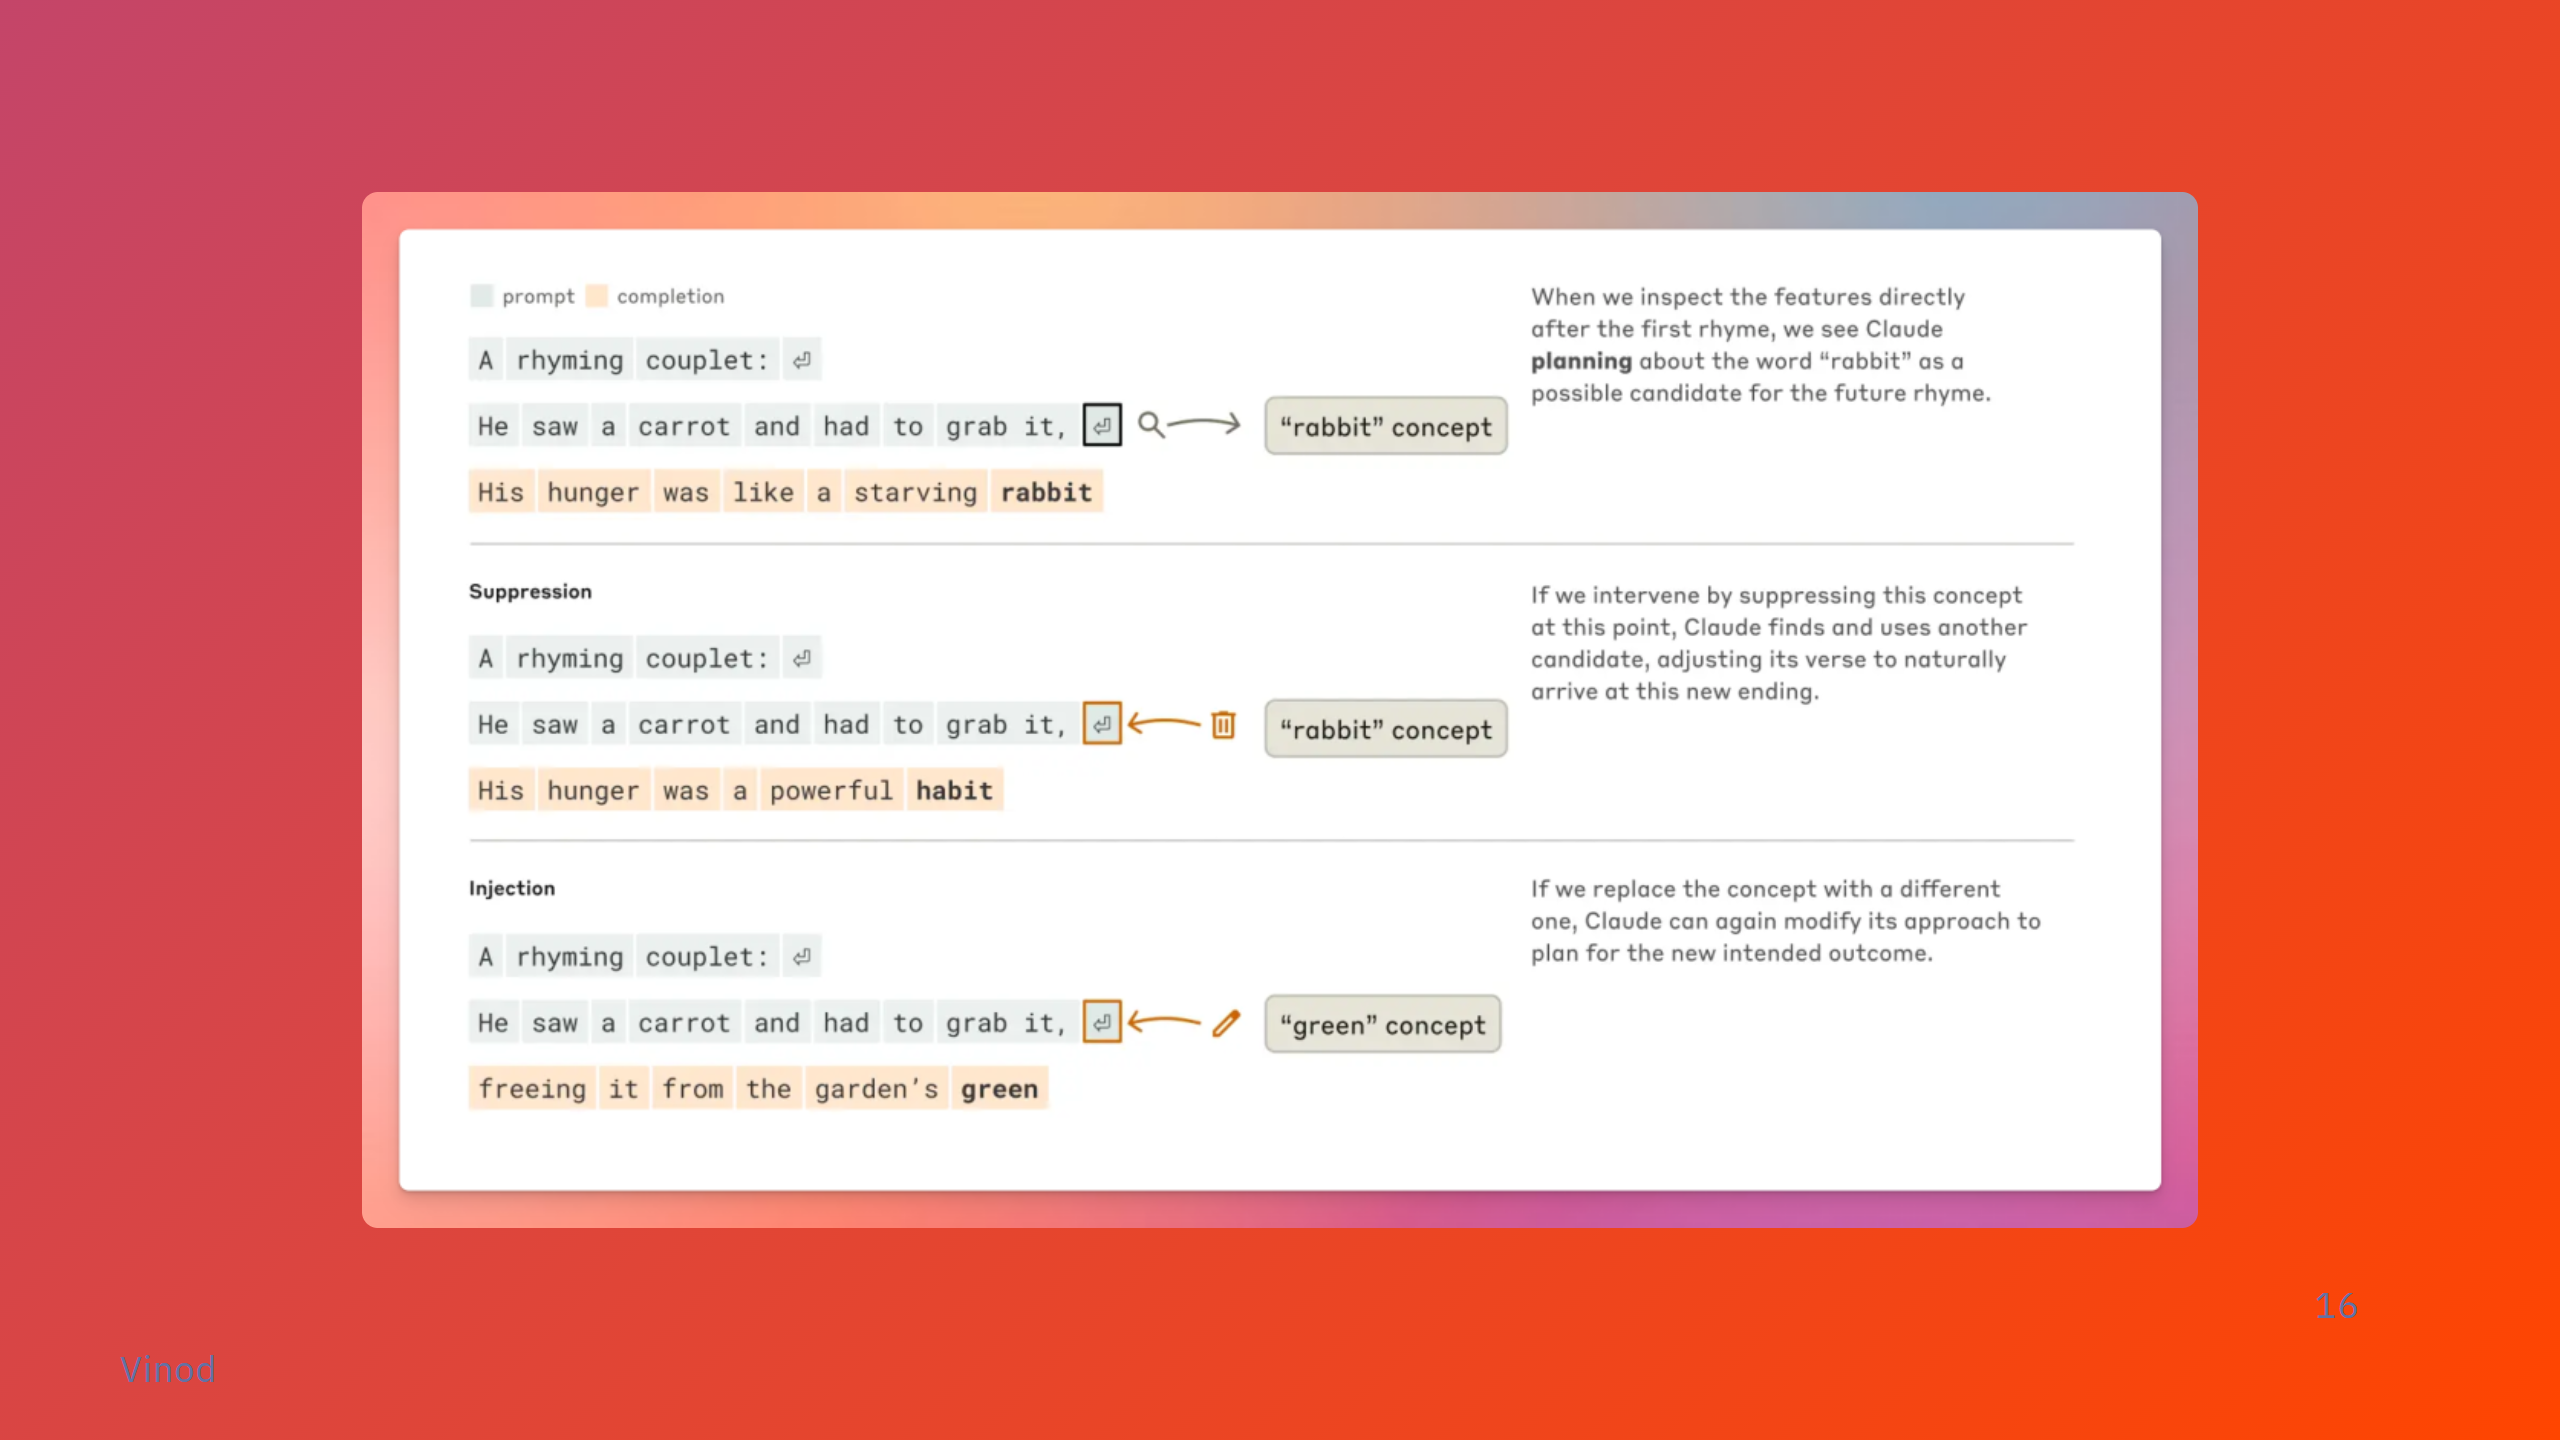 prompt completion
A rhyming couplet: ⏎
He saw a carrot and had to grab it, ⏎
“rabbit” concept
His hunger was like a starving rabbit
When we inspect the features directly
after the first rhyme, we see Claude
planning about the word “rabbit” as a
possible candidate for the future rhyme.
Suppression
A rhyming couplet: ⏎
He saw a carrot and had to grab it, ⏎
“rabbit” concept
His hunger was a powerful habit
If we intervene by suppressing this concept
at this point, Claude finds and uses another
candidate, adjusting its verse to naturally
arrive at this new ending.
Injection
A rhyming couplet: ⏎
He saw a carrot and had to grab it, ⏎
“green” concept
freeing it from the garden’s green
If we replace the concept with a different
one, Claude can again modify its approach to
plan for the new intended outcome.
16
Vinod